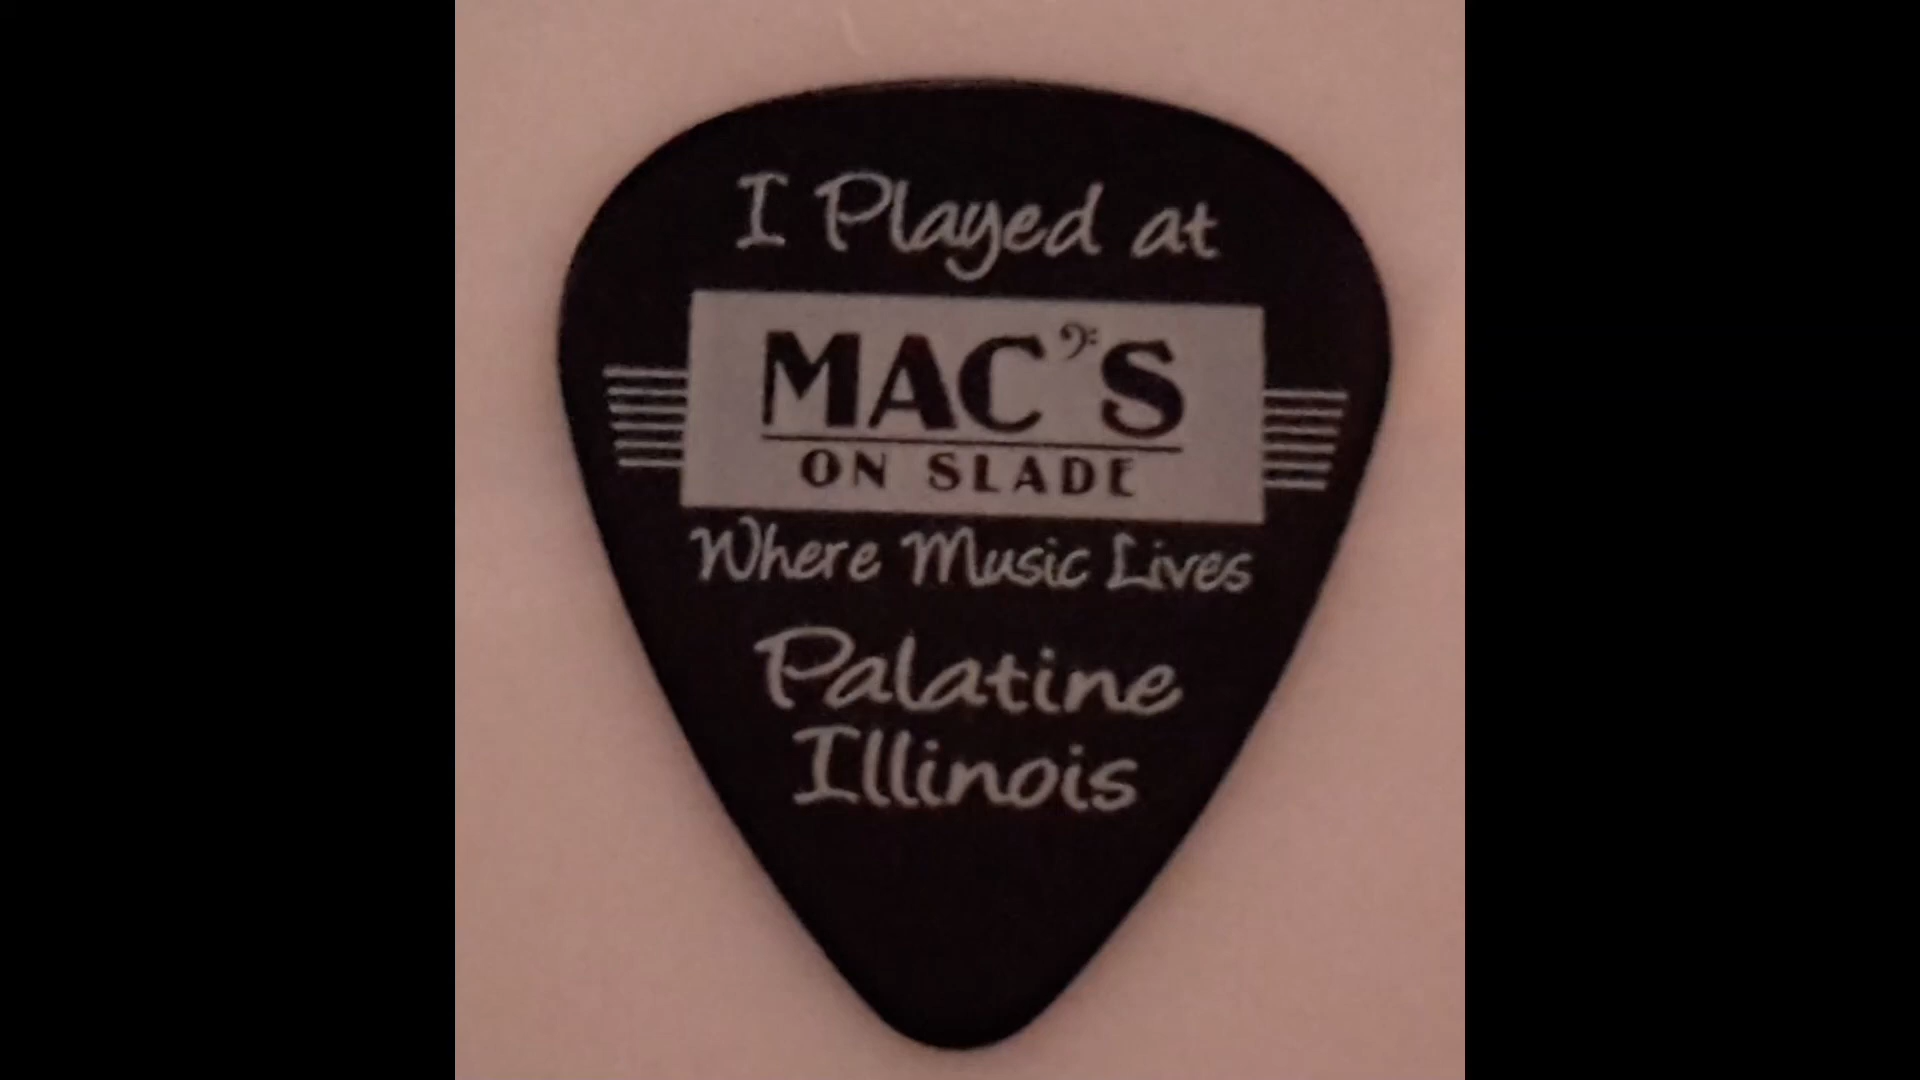 I Played at
MAC'S
ON SLADE
Where Music Lives
Palatine
Illinois